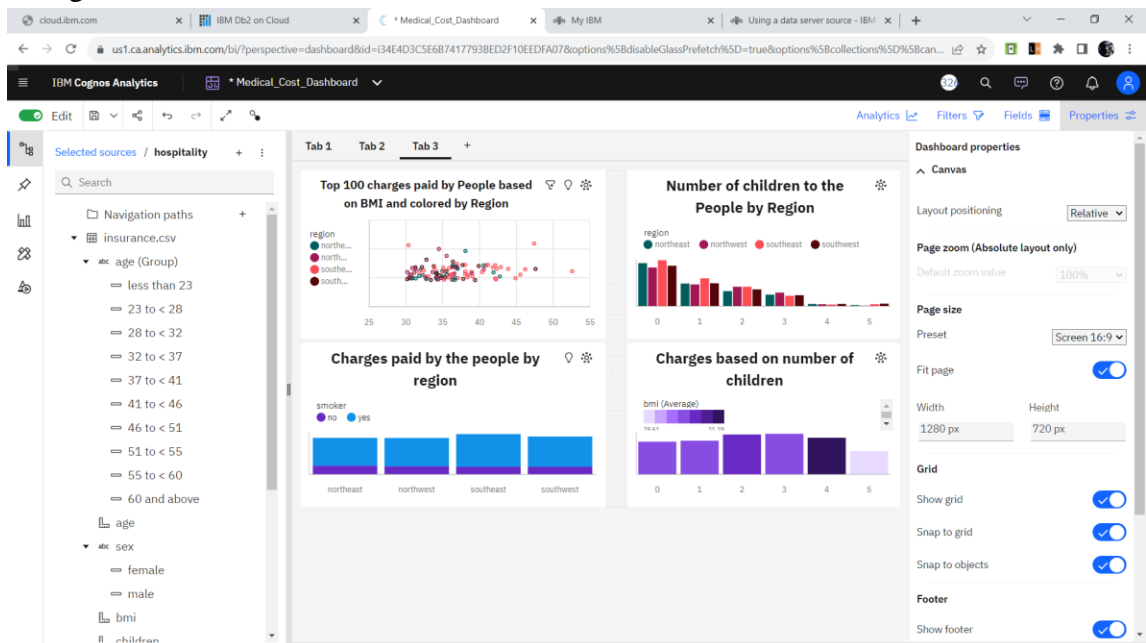 cloud.ibm.com
IBM Db2 on Cloud
* Medical_Cost_Dashboard
My IBM
Using a data server source - IBM
us1.ca.analytics.ibm.com/bi/?perspective=dashboard&id=i34E4D3C5E6B7417793BED2F10EEDFA07&options%5BdisableGlassPrefetch%5D=true&options%5Bcollections%5D%5Bcan...
IBM Cognos Analytics
* Medical_Cost_Dashboard
Edit
Analytics
Filters
Fields
Properties
Selected sources / hospitality
Search
Navigation paths
insurance.csv
abc age (Group)
less than 23
23 to < 28
28 to < 32
32 to < 37
37 to < 41
41 to < 46
46 to < 51
51 to < 55
55 to < 60
60 and above
age
abc sex
female
male
bmi
children
Tab 1 Tab 2 Tab 3 +
Top 100 charges paid by People based
on BMI and colored by Region
region
northe...
north...
southe...
south...
25 30 35 40 45 50 55
Number of children to the
People by Region
region
northeast northwest southeast southwest
0 1 2 3 4 5
Charges paid by the people by
region
smoker
no yes
northeast northwest southeast southwest
Charges based on number of
children
bmi (Average)
0 1 2 3 4 5
Dashboard properties
Canvas
Layout positioning
Relative
Page zoom (Absolute layout only)
Default zoom value
100%
Page size
Preset
Screen 16:9
Fit page
Width Height
1280 px 720 px
Grid
Show grid
Snap to grid
Snap to objects
Footer
Show footer